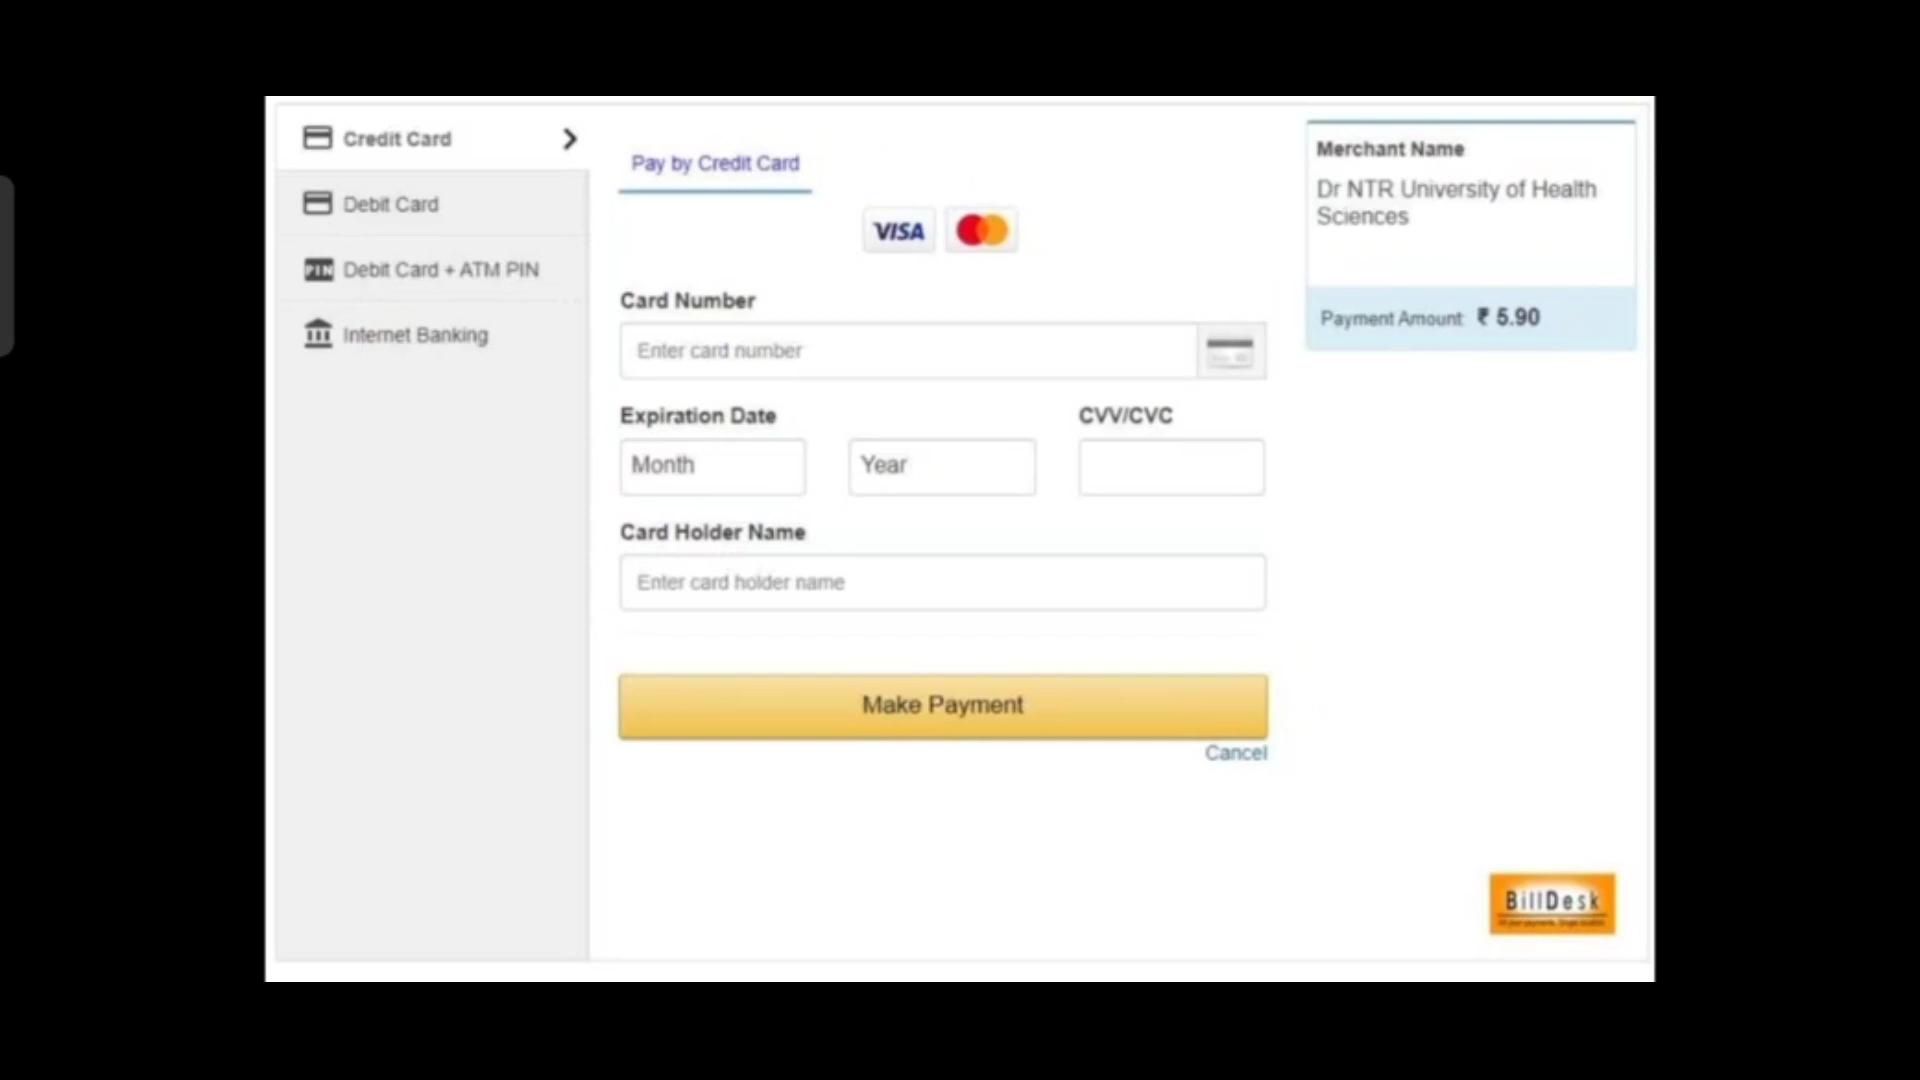 Credit Card
Debit Card
PIN Debit Card + ATM PIN
Internet Banking
Pay by Credit Card
VISA
Card Number
Enter card number
Expiration Date
CVV/CVC
Month
Year
Card Holder Name
Enter card holder name
Make Payment
Cancel
Merchant Name
Dr NTR University of Health
Sciences
Payment Amount: ₹ 5.90
BillDesk